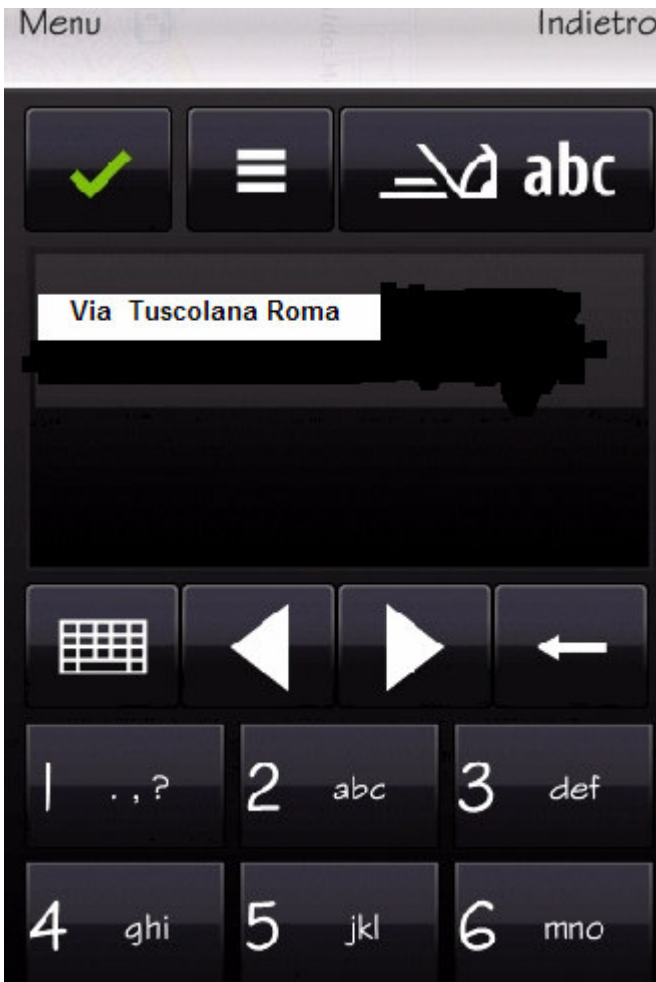 Menu Indietro
abc
Via Tuscolana Roma
1 . , ?
2 abc
3 def
4 ghi
5 jkl
6 mno